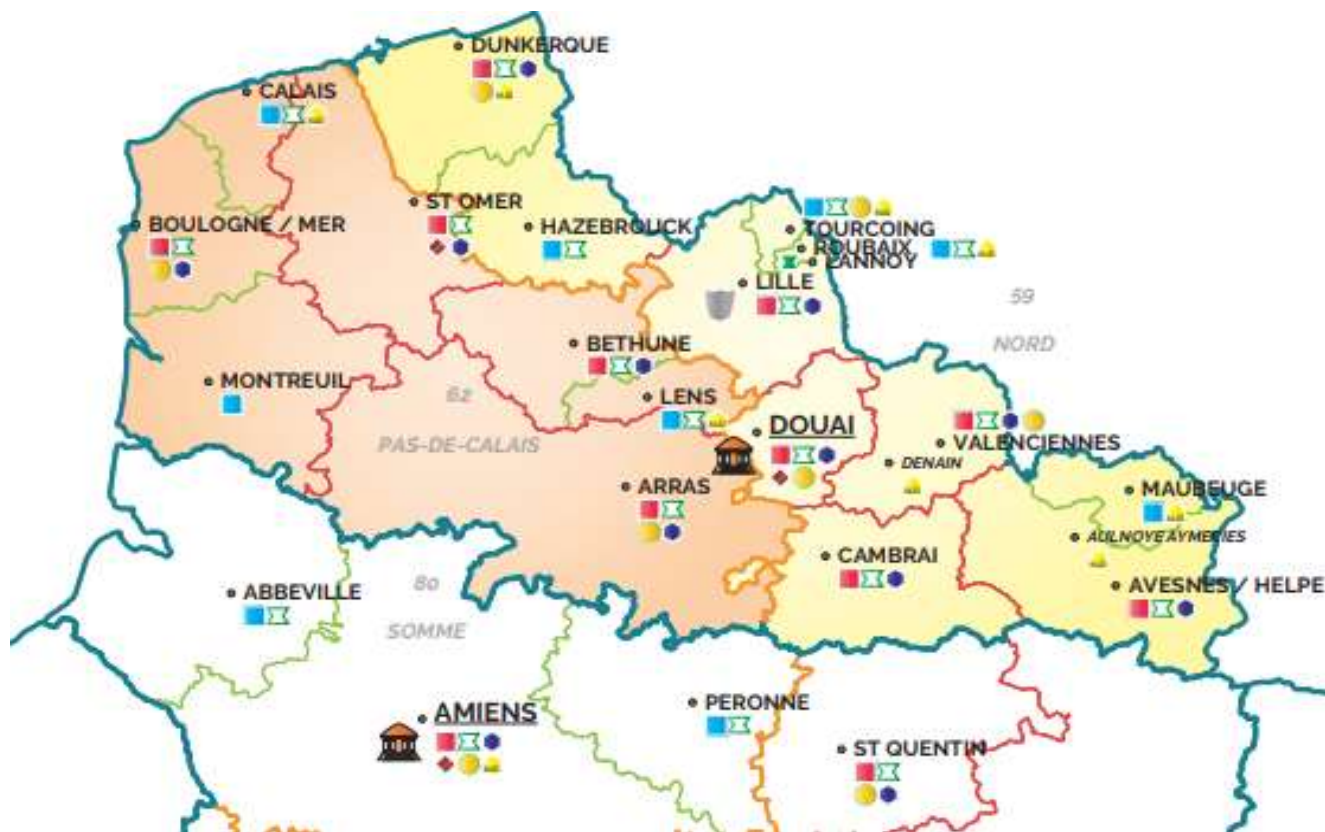 DUNKERQUE
CALAIS
ST OMER
BOULOGNE / MER
HAZEBROUCK
TOURCOING
ROUBAIX
LANNOY
LILLE
59
NORD
BETHUNE
MONTREUIL
62
PAS-DE-CALAIS
LENS
DOUAI
VALENCIENNES
DENAIN
ARRAS
MAUBEUGE
AULNOYE AYMERIES
CAMBRAI
AVESNES / HELPE
ABBEVILLE
80
SOMME
AMIENS
PERONNE
ST QUENTIN